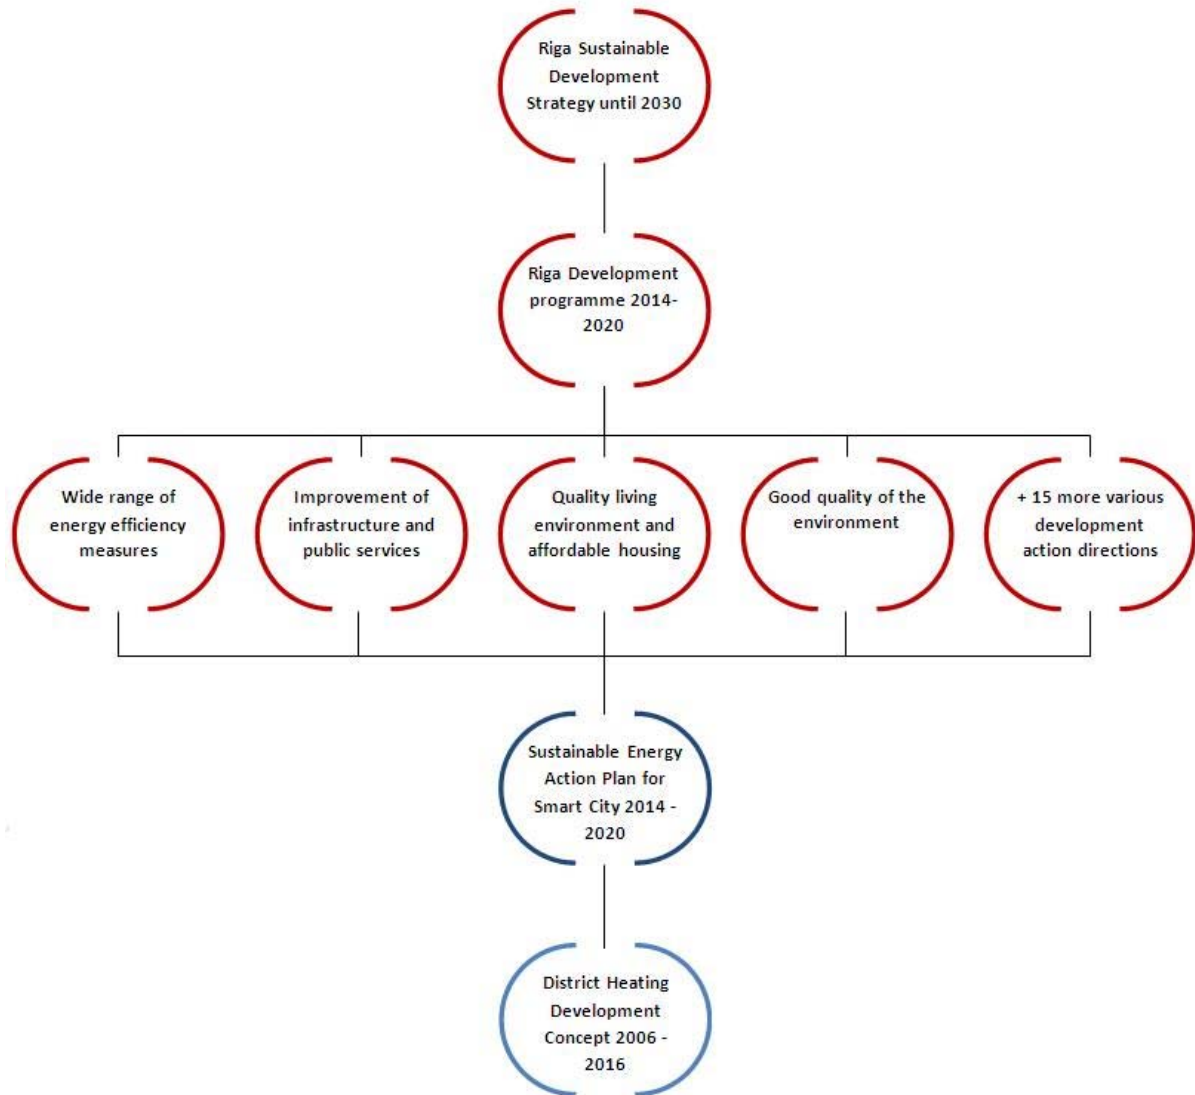 Riga Sustainable
Development
Strategy until 2030
Riga Development
programme 2014-
2020
Wide range of
energy efficiency
measures
Improvement of
infrastructure and
public services
Quality living
environment and
affordable housing
Good quality of the
environment
+ 15 more various
development
action directions
Sustainable Energy
Action Plan for
Smart City 2014 -
2020
District Heating
Development
Concept 2006 -
2016